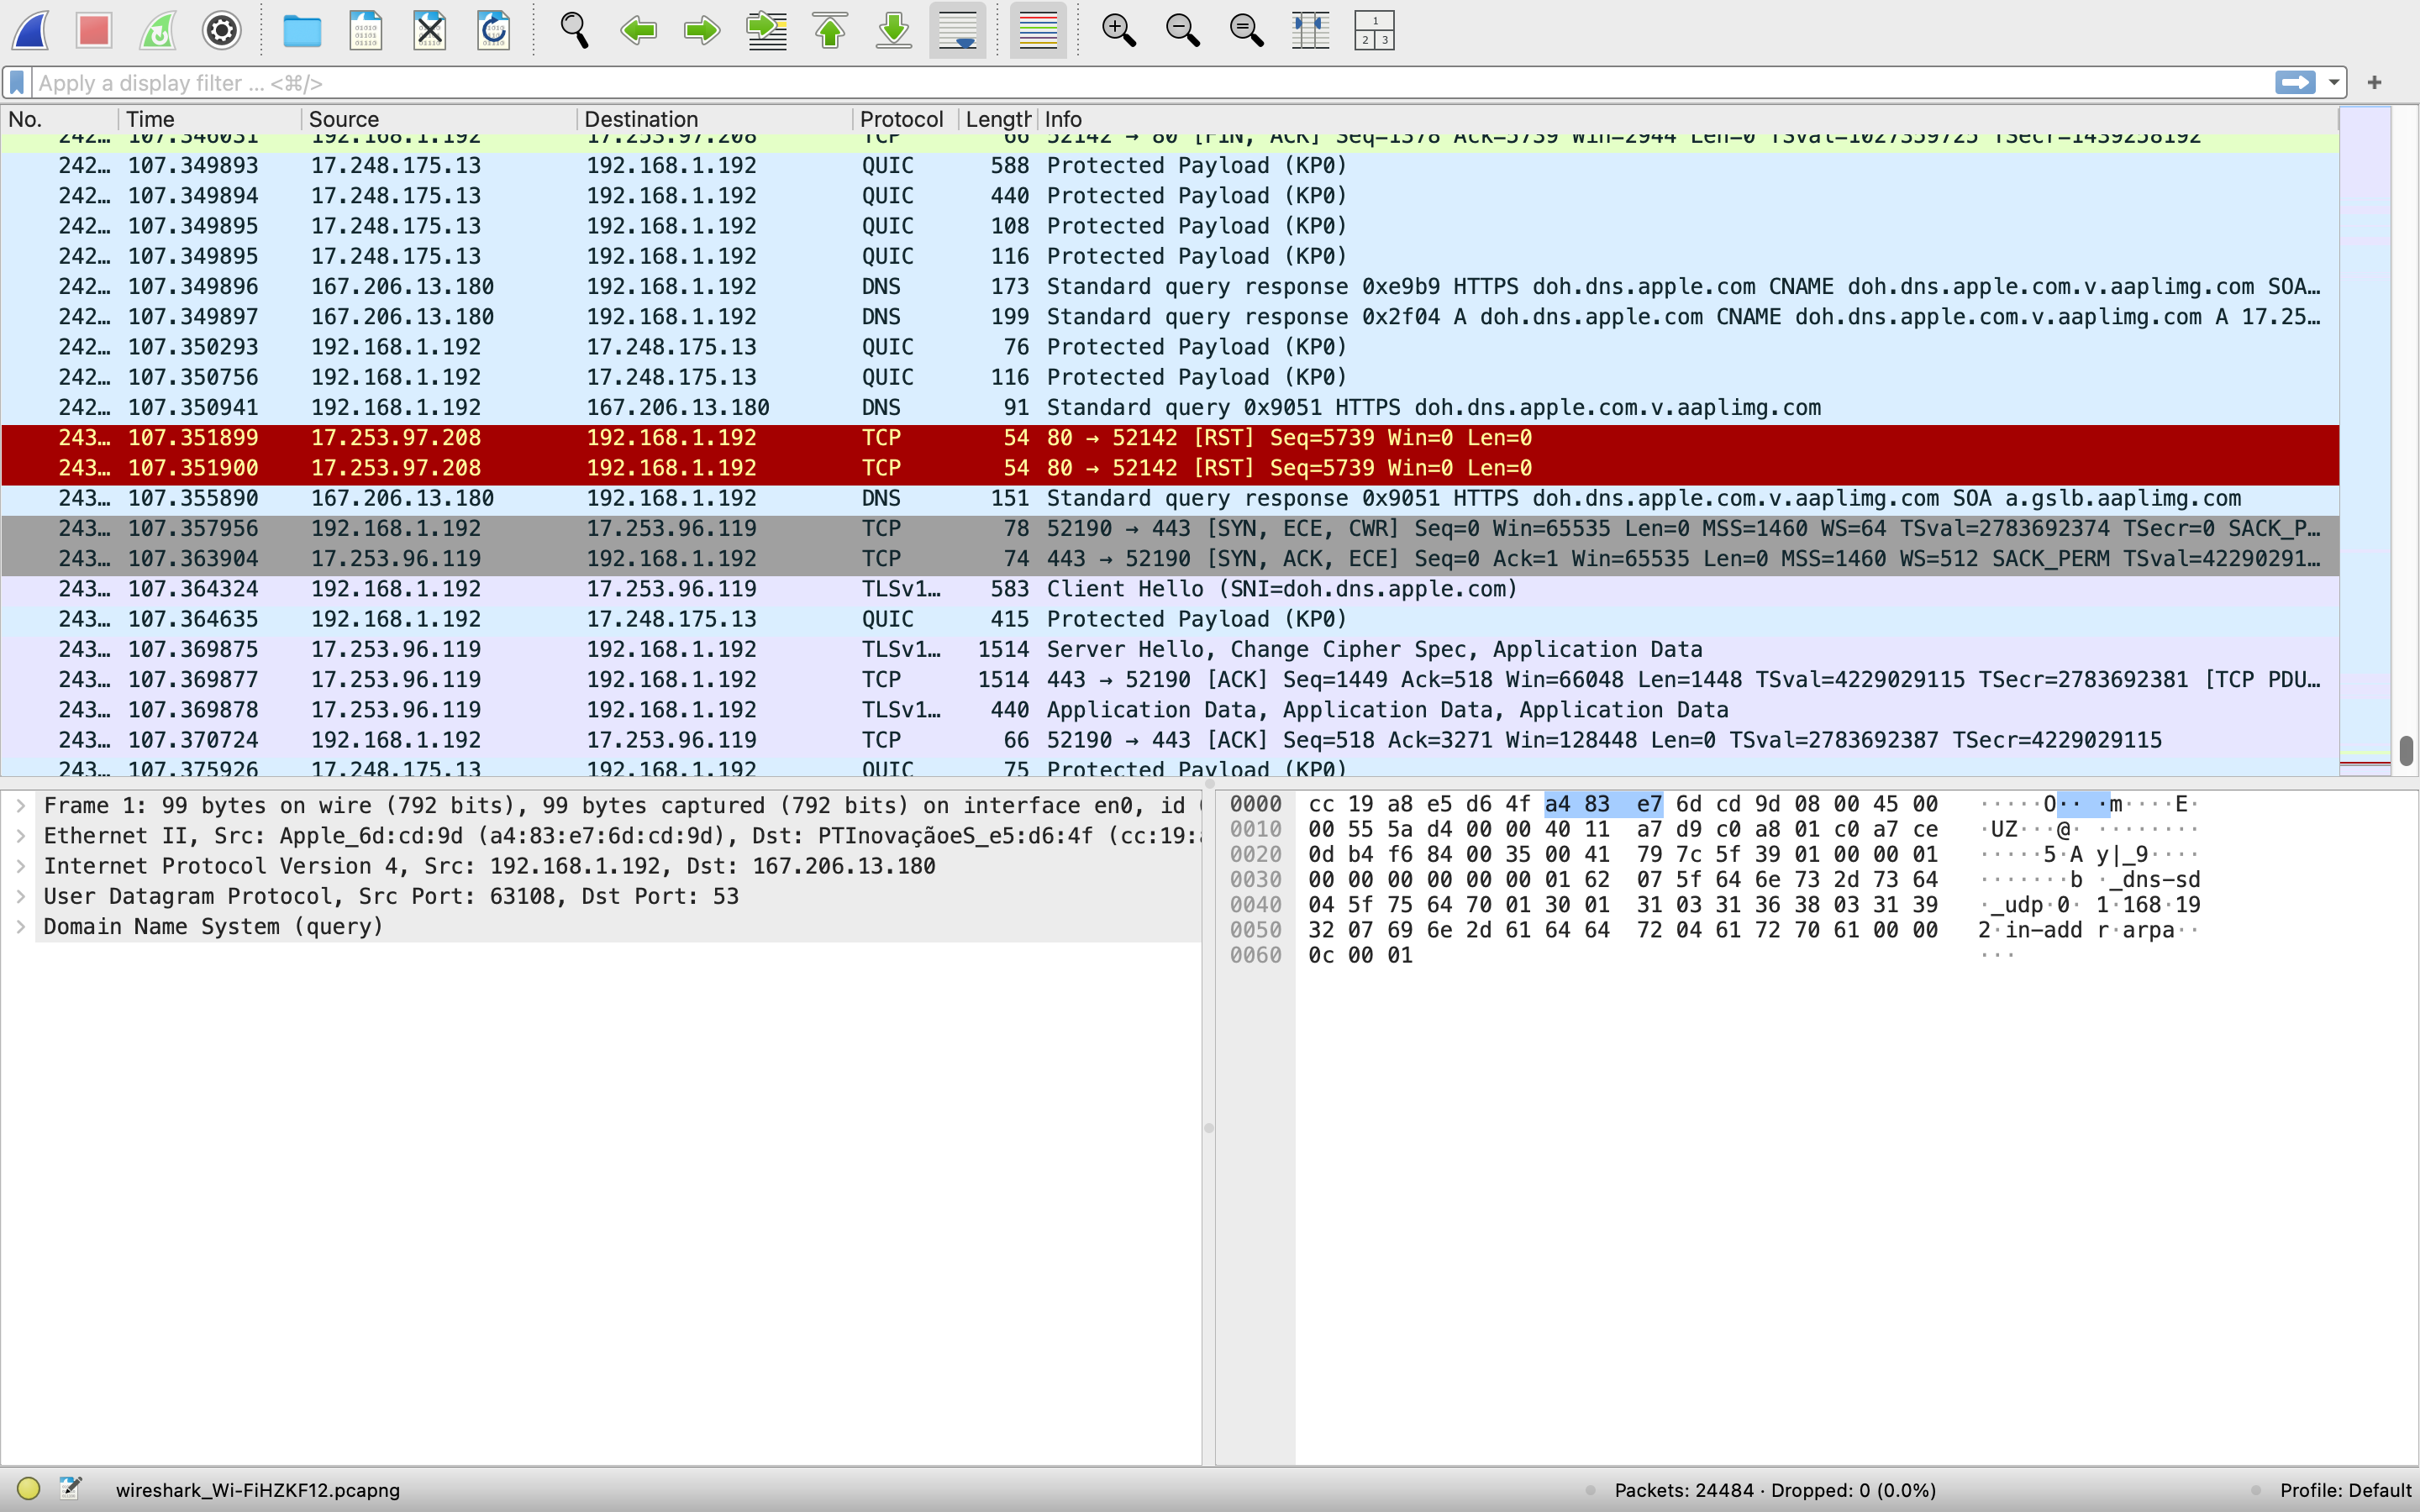 Apply a display filter ... <⌘/>
No. Time Source Destination Protocol Length Info
242… 107.346031 192.168.1.192 17.253.97.208 TCP 66 52142 → 80 [FIN, ACK] Seq=1378 Ack=5739 Win=2944 Len=0 TSval=1027359725 TSecr=1439258192
242… 107.349893 17.248.175.13 192.168.1.192 QUIC 588 Protected Payload (KP0)
242… 107.349894 17.248.175.13 192.168.1.192 QUIC 440 Protected Payload (KP0)
242… 107.349895 17.248.175.13 192.168.1.192 QUIC 108 Protected Payload (KP0)
242… 107.349895 17.248.175.13 192.168.1.192 QUIC 116 Protected Payload (KP0)
242… 107.349896 167.206.13.180 192.168.1.192 DNS 173 Standard query response 0xe9b9 HTTPS doh.dns.apple.com CNAME doh.dns.apple.com.v.aaplimg.com SOA…
242… 107.349897 167.206.13.180 192.168.1.192 DNS 199 Standard query response 0x2f04 A doh.dns.apple.com CNAME doh.dns.apple.com.v.aaplimg.com A 17.25…
242… 107.350293 192.168.1.192 17.248.175.13 QUIC 76 Protected Payload (KP0)
242… 107.350756 192.168.1.192 17.248.175.13 QUIC 116 Protected Payload (KP0)
242… 107.350941 192.168.1.192 167.206.13.180 DNS 91 Standard query 0x9051 HTTPS doh.dns.apple.com.v.aaplimg.com
243… 107.351899 17.253.97.208 192.168.1.192 TCP 54 80 → 52142 [RST] Seq=5739 Win=0 Len=0
243… 107.351900 17.253.97.208 192.168.1.192 TCP 54 80 → 52142 [RST] Seq=5739 Win=0 Len=0
243… 107.355890 167.206.13.180 192.168.1.192 DNS 151 Standard query response 0x9051 HTTPS doh.dns.apple.com.v.aaplimg.com SOA a.gslb.aaplimg.com
243… 107.357956 192.168.1.192 17.253.96.119 TCP 78 52190 → 443 [SYN, ECE, CWR] Seq=0 Win=65535 Len=0 MSS=1460 WS=64 TSval=2783692374 TSecr=0 SACK_P…
243… 107.363904 17.253.96.119 192.168.1.192 TCP 74 443 → 52190 [SYN, ACK, ECE] Seq=0 Ack=1 Win=65535 Len=0 MSS=1460 WS=512 SACK_PERM TSval=42290291…
243… 107.364324 192.168.1.192 17.253.96.119 TLSv1… 583 Client Hello (SNI=doh.dns.apple.com)
243… 107.364635 192.168.1.192 17.248.175.13 QUIC 415 Protected Payload (KP0)
243… 107.369875 17.253.96.119 192.168.1.192 TLSv1… 1514 Server Hello, Change Cipher Spec, Application Data
243… 107.369877 17.253.96.119 192.168.1.192 TCP 1514 443 → 52190 [ACK] Seq=1449 Ack=518 Win=66048 Len=1448 TSval=4229029115 TSecr=2783692381 [TCP PDU…
243… 107.369878 17.253.96.119 192.168.1.192 TLSv1… 440 Application Data, Application Data, Application Data
243… 107.370724 192.168.1.192 17.253.96.119 TCP 66 52190 → 443 [ACK] Seq=518 Ack=3271 Win=128448 Len=0 TSval=2783692387 TSecr=4229029115
243… 107.375926 17.248.175.13 192.168.1.192 QUIC 75 Protected Payload (KP0)
Frame 1: 99 bytes on wire (792 bits), 99 bytes captured (792 bits) on interface en0, id
Ethernet II, Src: Apple_6d:cd:9d (a4:83:e7:6d:cd:9d), Dst: PTInovaçãoeS_e5:d6:4f (cc:19:a
Internet Protocol Version 4, Src: 192.168.1.192, Dst: 167.206.13.180
User Datagram Protocol, Src Port: 63108, Dst Port: 53
Domain Name System (query)
0000 cc 19 a8 e5 d6 4f a4 83 e7 6d cd 9d 08 00 45 00 ·····O·· ·m····E·
0010 00 55 5a d4 00 00 40 11 a7 d9 c0 a8 01 c0 a7 ce ·UZ···@· ········
0020 0d b4 f6 84 00 35 00 41 79 7c 5f 39 01 00 00 01 ·····5·A y|_9····
0030 00 00 00 00 00 00 01 62 07 5f 64 6e 73 2d 73 64 ·······b ·_dns-sd
0040 04 5f 75 64 70 01 30 01 31 03 31 36 38 03 31 39 ·_udp·0· 1·168·19
0050 32 07 69 6e 2d 61 64 64 72 04 61 72 70 61 00 00 2·in-add r·arpa··
0060 0c 00 01 ···
wireshark_Wi-FiHZKF12.pcapng
Packets: 24484 · Dropped: 0 (0.0%)
Profile: Default